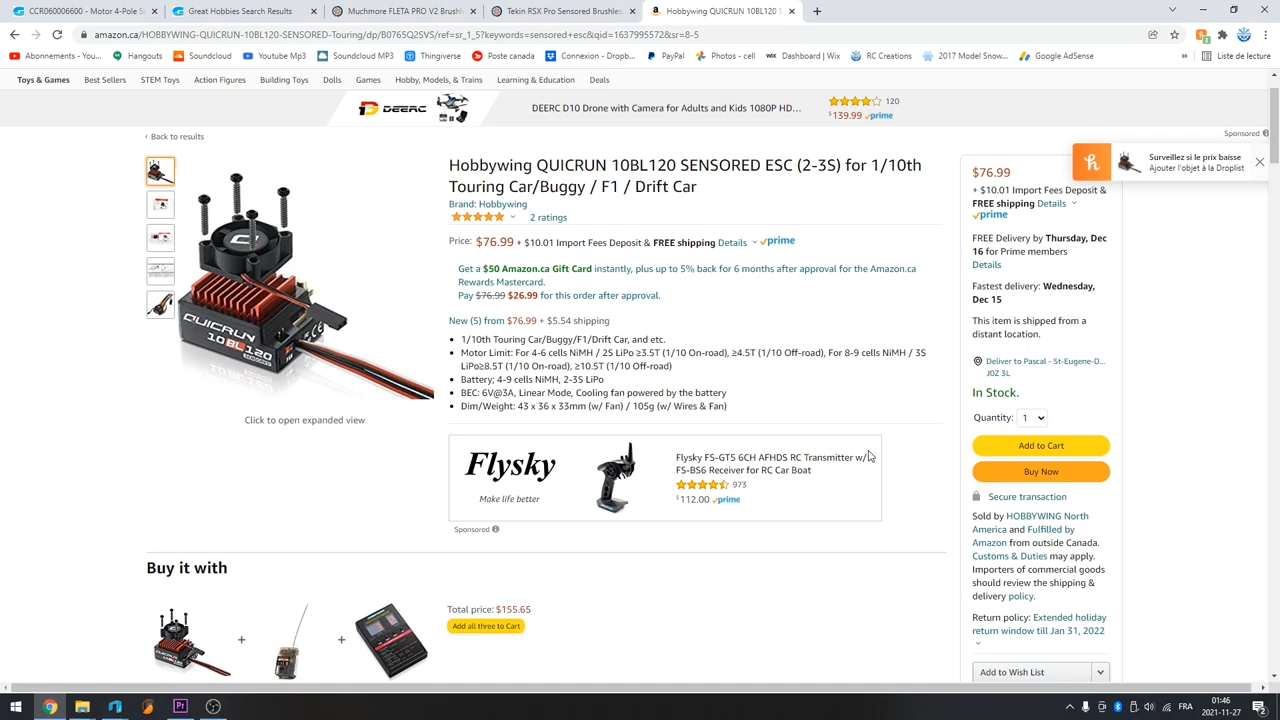 CCR060006600 - Motor 4-Pole S
Great Hobbies Search Results
Muchmore FLETA PRO V2 Brushle
Tekin RSX Pro Sensored Brushless
Hobbywing QUICRUN 10BL120 S
amazon.ca/HOBBYWING-QUICRUN-10BL120-SENSORED-Touring/dp/B0765Q2SVS/ref=sr_1_5?keywords=sensored+esc&qid=1637995572&sr=8-5
Abonnements - You...
Hangouts
Soundcloud
Youtube Mp3
Soundcloud MP3
Thingiverse
Poste canada
Connexion - Dropb...
PayPal
Photos - cell
Dashboard | Wix
RC Creations
2017 Model Snow...
Google AdSense
»
Liste de lecture
Toys & Games
Best Sellers
STEM Toys
Action Figures
Building Toys
Dolls
Games
Hobby, Models, & Trains
Learning & Education
Deals
DEERC
DEERC D10 Drone with Camera for Adults and Kids 1080P HD...
120
$139.99 prime
Sponsored
‹ Back to results
Hobbywing QUICRUN 10BL120 SENSORED ESC (2-3S) for 1/10th
Touring Car/Buggy / F1 / Drift Car
Brand: Hobbywing
2 ratings
Price: $76.99 + $10.01 Import Fees Deposit & FREE shipping Details prime
Get a $50 Amazon.ca Gift Card instantly, plus up to 5% back for 6 months after approval for the Amazon.ca
Rewards Mastercard.
Pay $76.99 $26.99 for this order after approval.
New (5) from $76.99 + $5.54 shipping
• 1/10th Touring Car/Buggy/F1/Drift Car, and etc.
• Motor Limit: For 4-6 cells NiMH / 2S LiPo ≥3.5T (1/10 On-road), ≥4.5T (1/10 Off-road), For 8-9 cells NiMH / 3S
LiPo≥8.5T (1/10 On-road), ≥10.5T (1/10 Off-road)
• Battery; 4-9 cells NiMH, 2-3S LiPo
• BEC: 6V@3A, Linear Mode, Cooling fan powered by the battery
• Dim/Weight: 43 x 36 x 33mm (w/ Fan) / 105g (w/ Wires & Fan)
QUICRUN
10BL120
SENSORED
Click to open expanded view
Flysky
Make life better
Flysky FS-GT5 6CH AFHDS RC Transmitter w/
FS-BS6 Receiver for RC Car Boat
973
$112.00 prime
Sponsored
Buy it with
+
+
Total price: $155.65
Add all three to Cart
$76.99
+ $10.01 Import Fees Deposit &
FREE shipping Details
prime
Surveillez si le prix baisse
Ajouter l'objet à la Droplist
FREE Delivery by Thursday, Dec
16 for Prime members
Details
Fastest delivery: Wednesday,
Dec 15
This item is shipped from a
distant location.
Deliver to Pascal - St-Eugene-D...
J0Z 3L
In Stock.
Quantity: 1
Add to Cart
Buy Now
Secure transaction
Sold by HOBBYWING North
America and Fulfilled by
Amazon from outside Canada.
Customs & Duties may apply.
Importers of commercial goods
should review the shipping &
delivery policy.
Return policy: Extended holiday
return window till Jan 31, 2022
Add to Wish List
FRA
01:46
2021-11-27